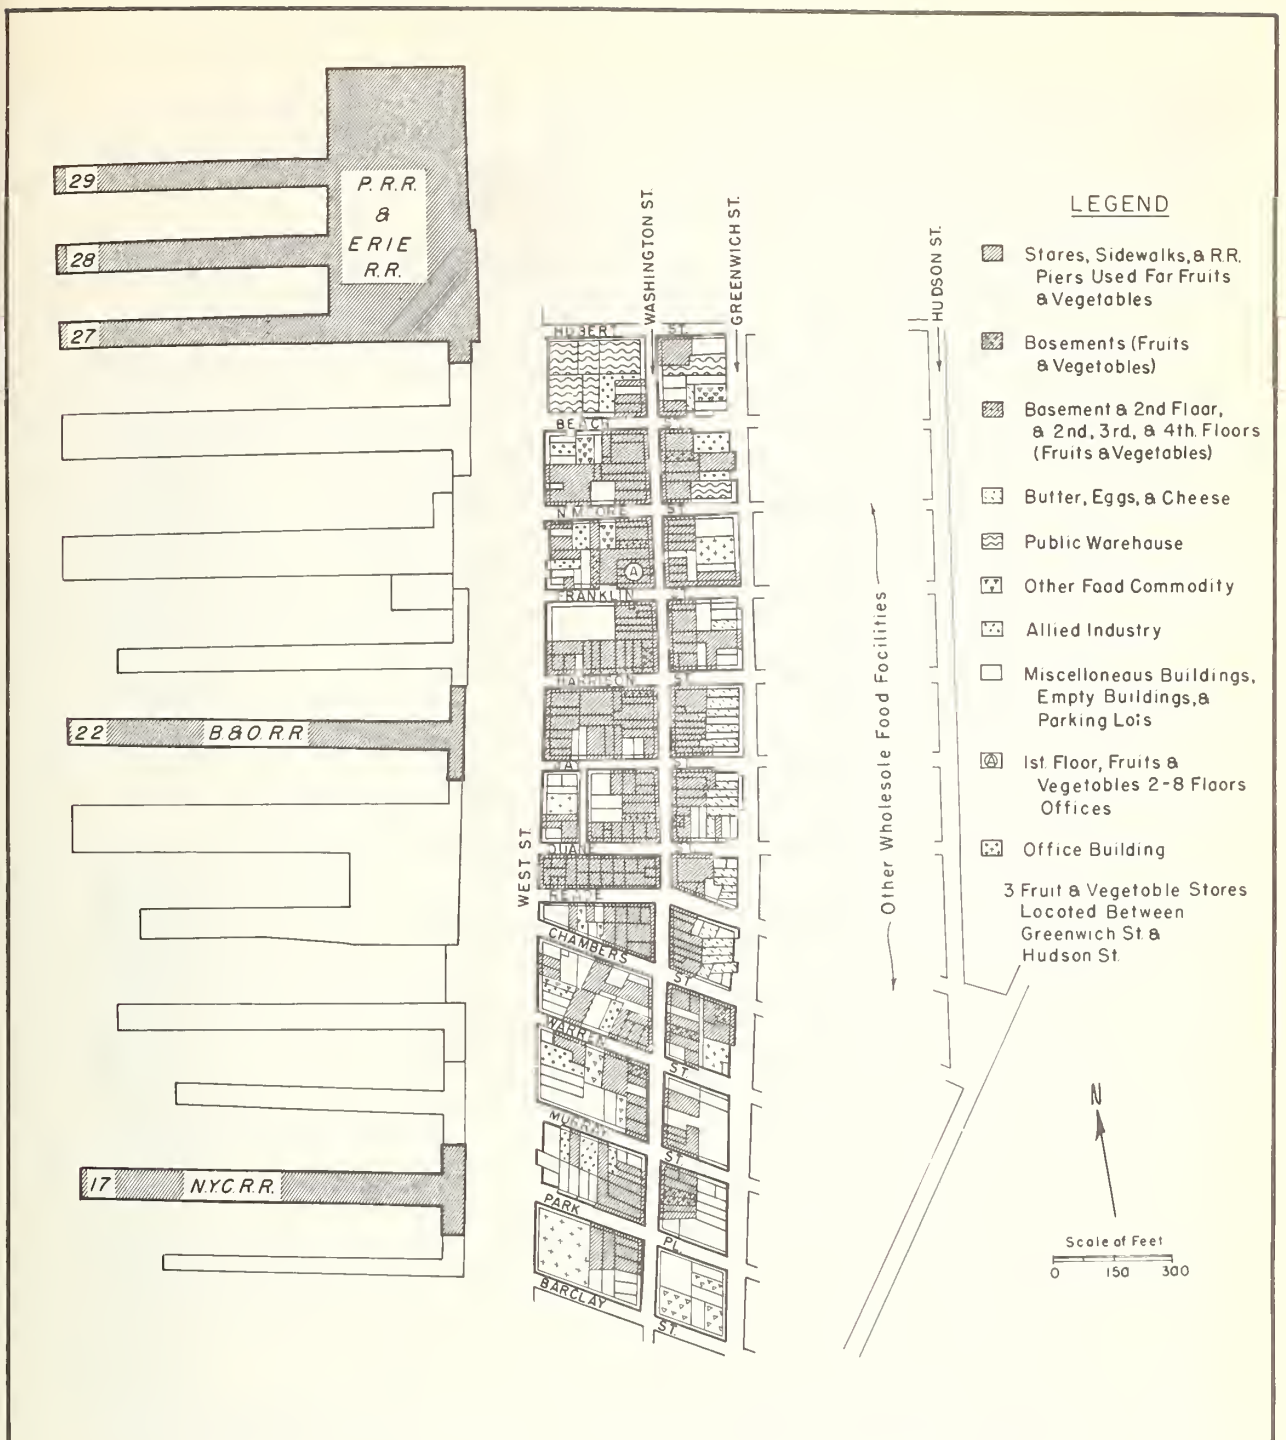 29
28
27
P. R. R.
&
ERIE
R. R.
22
B & O. R. R
17
N.Y.C. R. R.
WASHINGTON ST.
GREENWICH ST.
HUDSON ST.
WEST ST.
HUBERT ST.
BEACH
N. MOORE ST.
FRANKLIN ST.
HARRISON ST.
JAY ST.
DUANE ST.
READE
CHAMBERS ST
WARREN ST.
MURRAY ST
PARK PL.
BARCLAY ST.
A
Other Wholesale Food Facilities
LEGEND
Stores, Sidewalks, & R.R.
Piers Used For Fruits
& Vegetables
Basements (Fruits
& Vegetables)
Basement & 2nd Floor,
& 2nd, 3rd, & 4th. Floors
(Fruits & Vegetables)
Butter, Eggs, & Cheese
Public Warehouse
Other Food Commodity
Allied Industry
Miscellaneous Buildings,
Empty Buildings, &
Parking Lots
A
1st. Floor, Fruits &
Vegetables 2-8 Floors
Offices
Office Building
3 Fruit & Vegetable Stores
Located Between
Greenwich St. &
Hudson St.
N
Scale of Feet
0 150 300